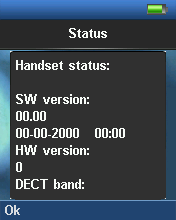 Status
Handset status:
SW version:
00.00
00-00-2000 00:00
HW version:
0
DECT band:
Ok